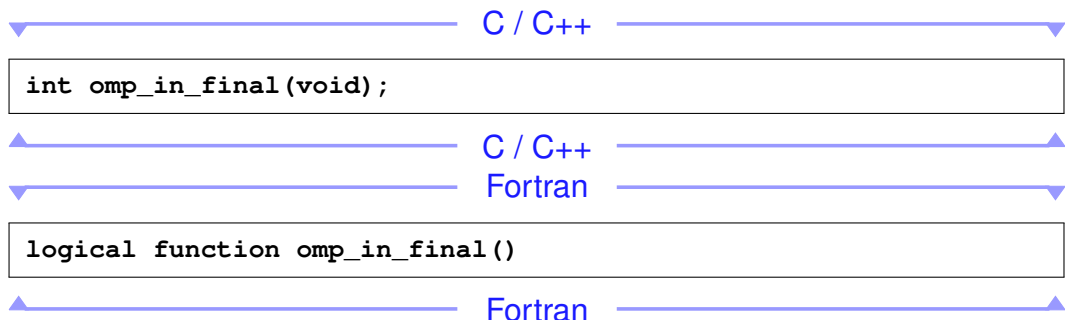 C / C++
int omp_in_final(void);
C / C++
Fortran
logical function omp_in_final()
Fortran